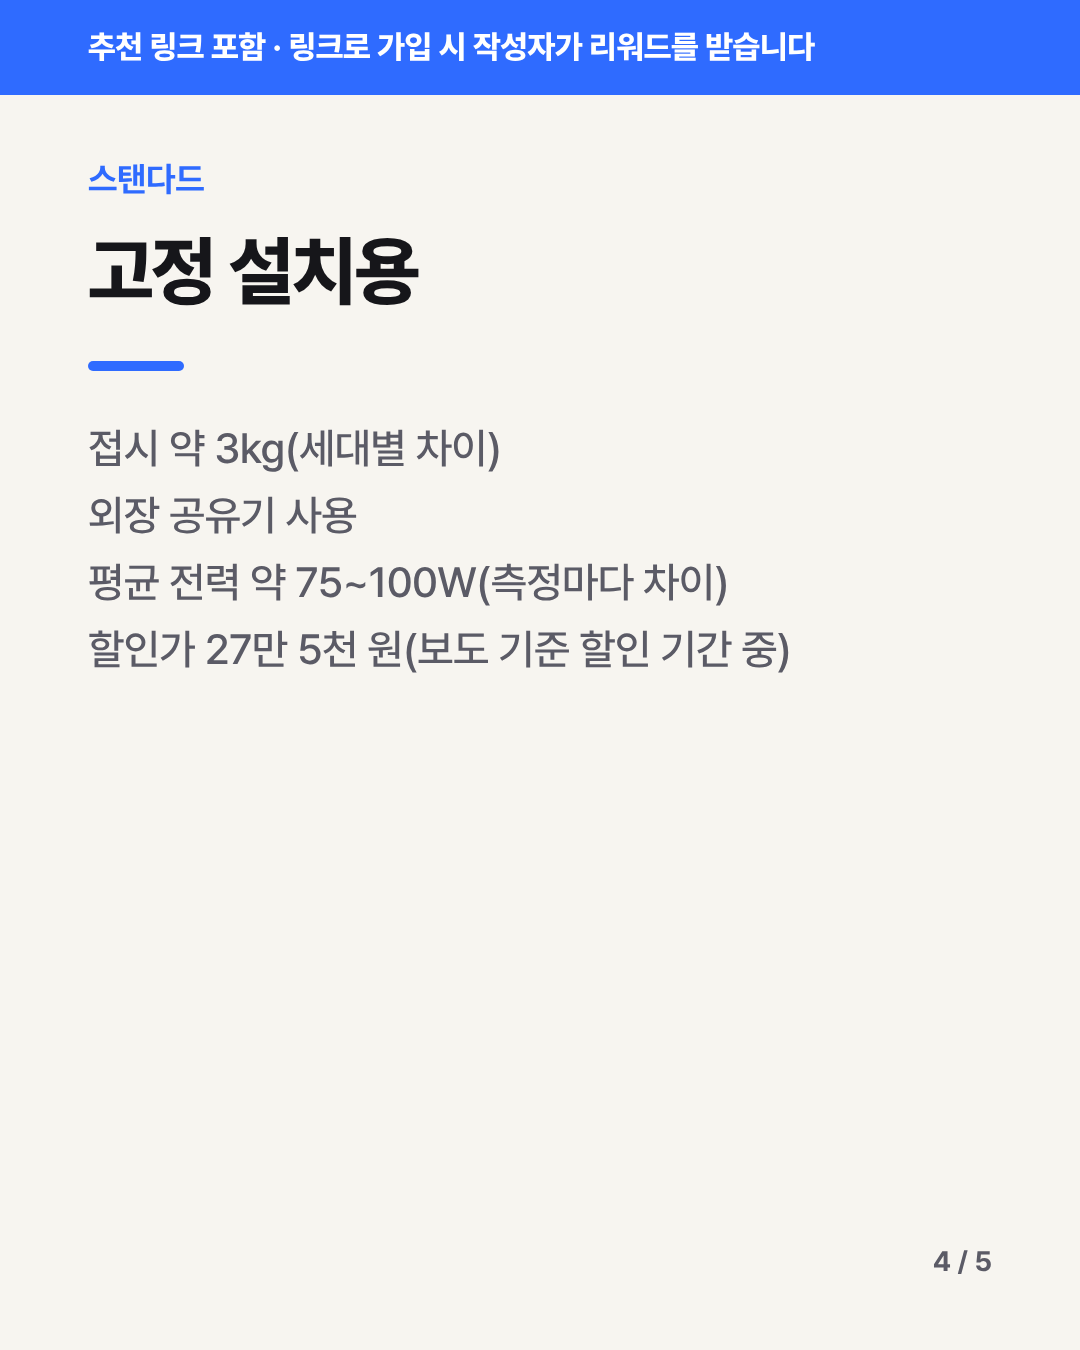 추천 링크 포함 · 링크로 가입 시 작성자가 리워드를 받습니다
스탠다드
고정 설치용
접시 약 3kg(세대별 차이)
외장 공유기 사용
평균 전력 약 75~100W(측정마다 차이)
할인가 27만 5천 원(보도 기준 할인 기간 중)
4 / 5